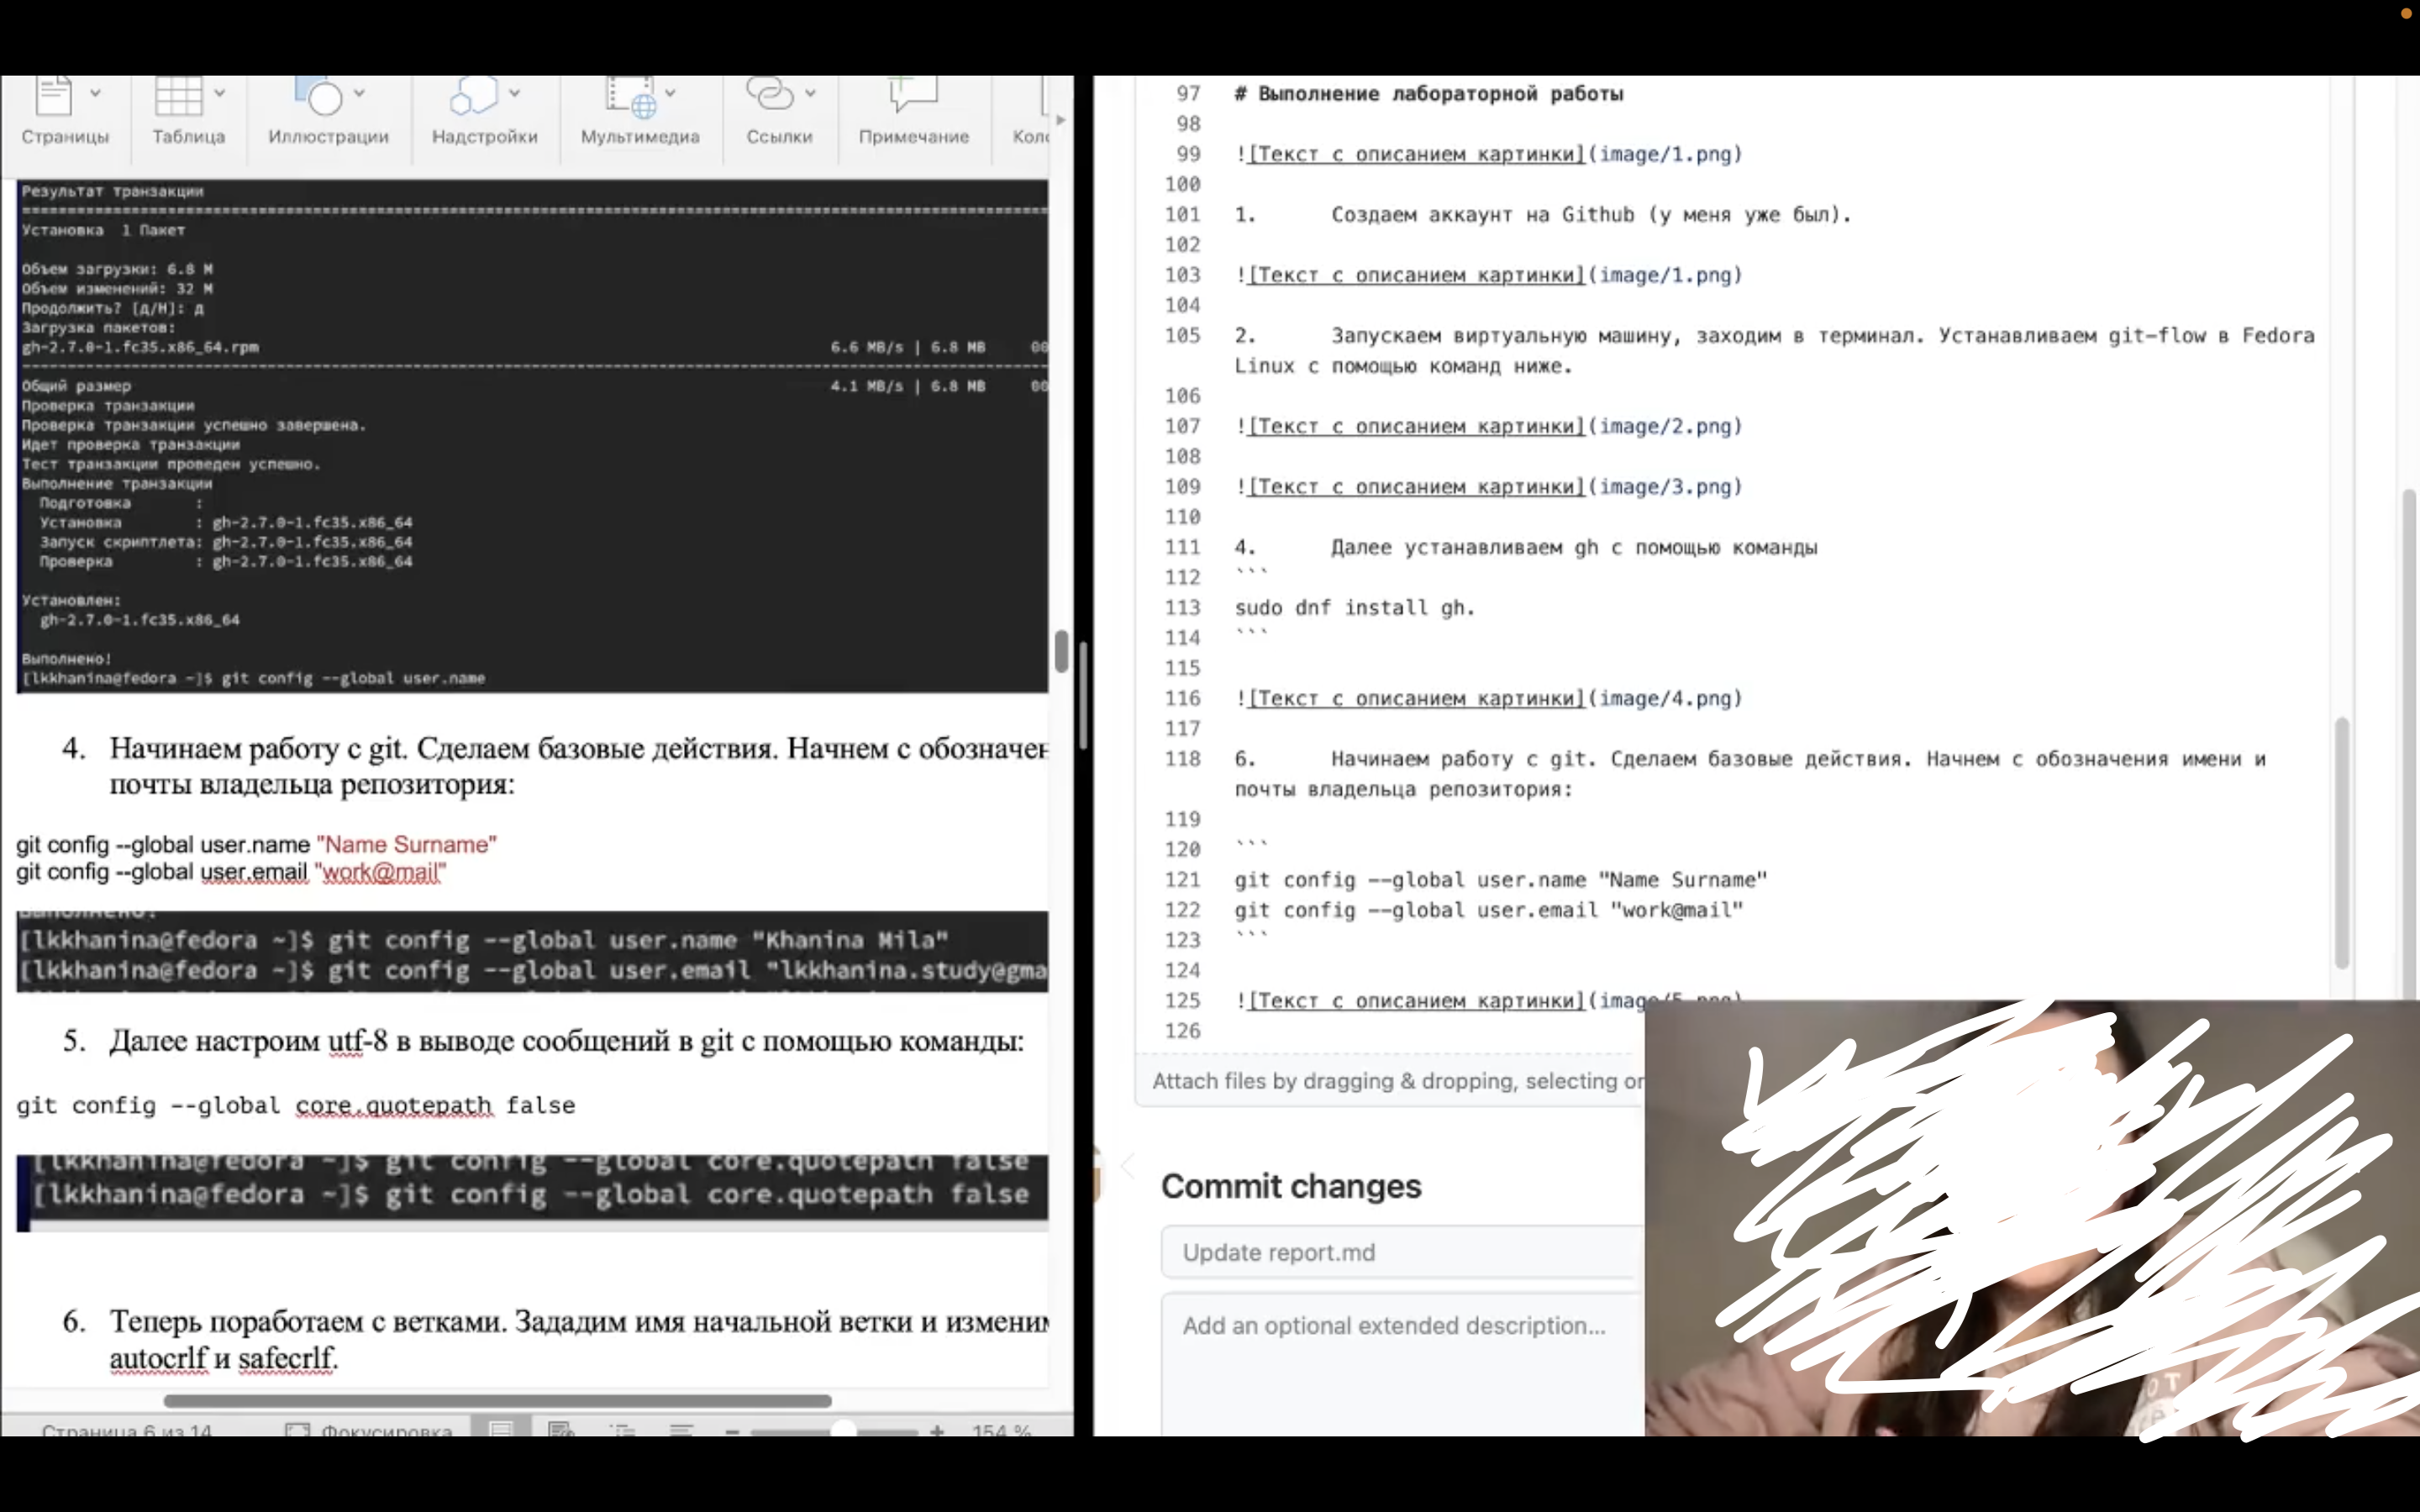 Страницы
Таблица
Иллюстрации
Надстройки
Мультимедиа
Ссылки
Примечание
Результат транзакции
Установка 1 Пакет
Объем загрузки: 6.8 M
Объем изменений: 32 M
Продолжить? [д/Н]: д
Загрузка пакетов:
gh-2.7.0-1.fc35.x86_64.rpm 6.6 MB/s | 6.8 MB 00
Общий размер 4.1 MB/s | 6.8 MB 00
Проверка транзакции
Проверка транзакции успешно завершена.
Идет проверка транзакции
Тест транзакции проведен успешно.
Выполнение транзакции
Подготовка :
Установка : gh-2.7.0-1.fc35.x86_64
Запуск скриптлета: gh-2.7.0-1.fc35.x86_64
Проверка : gh-2.7.0-1.fc35.x86_64
Установлен:
gh-2.7.0-1.fc35.x86_64
Выполнено!
[lkkhanina@fedora ~]$ git config --global user.name
4. Начинаем работу с git. Сделаем базовые действия. Начнем с обозначен
почты владельца репозитория:
git config --global user.name "Name Surname"
git config --global user.email "work@mail"
[lkkhanina@fedora ~]$ git config --global user.name "Khanina Mila"
[lkkhanina@fedora ~]$ git config --global user.email "lkkhanina.study@gma
5. Далее настроим utf-8 в выводе сообщений в git с помощью команды:
git config --global core.quotepath false
[lkkhanina@fedora ~]$ git config --global core.quotepath false
[lkkhanina@fedora ~]$ git config --global core.quotepath false
6. Теперь поработаем с ветками. Зададим имя начальной ветки и измени
autocrlf и safecrlf.
Страница 6 из 14
Фокусировка
154 %
97 # Выполнение лабораторной работы
98
99 ![Текст с описанием картинки](image/1.png)
100
101 1. Создаем аккаунт на Github (у меня уже был).
102
103 ![Текст с описанием картинки](image/1.png)
104
105 2. Запускаем виртуальную машину, заходим в терминал. Устанавливаем git-flow в Fedora
Linux с помощью команд ниже.
106
107 ![Текст с описанием картинки](image/2.png)
108
109 ![Текст с описанием картинки](image/3.png)
110
111 4. Далее устанавливаем gh с помощью команды
112 ```
113 sudo dnf install gh.
114 ```
115
116 ![Текст с описанием картинки](image/4.png)
117
118 6. Начинаем работу с git. Сделаем базовые действия. Начнем с обозначения имени и
почты владельца репозитория:
119
120 ```
121 git config --global user.name "Name Surname"
122 git config --global user.email "work@mail"
123 ```
124
125 ![Текст с описанием картинки](image/5.png)
126
Attach files by dragging & dropping, selecting or
Commit changes
Update report.md
Add an optional extended description...